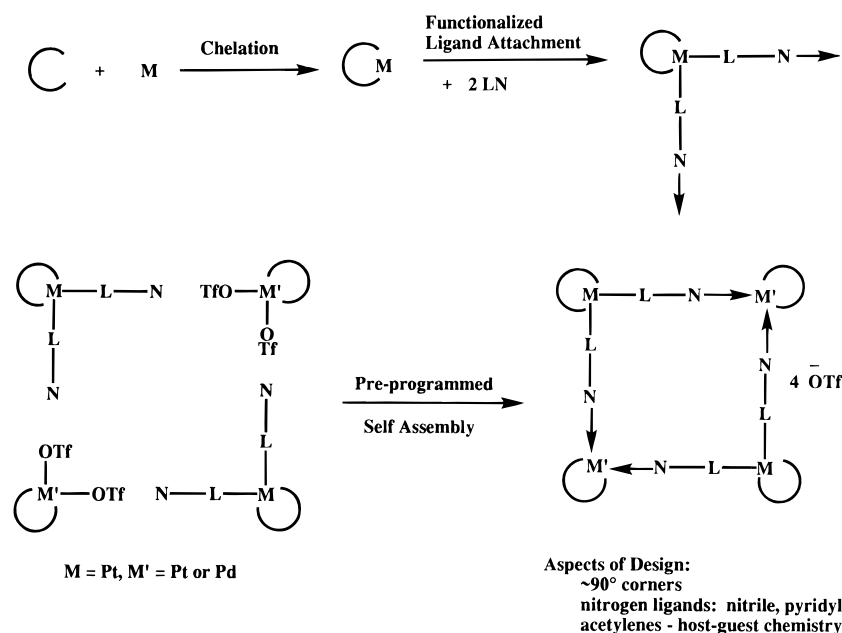 + M
Chelation
M
Functionalized
Ligand Attachment
+ 2 LN
M L N
L
N
M L N
L
N
TfO M'
O
Tf
OTf
M' OTf
N
L
N L M
Pre-programmed
Self Assembly
M L N M'
L
N
N
L
M' N L M
4 ŌTf
M = Pt, M' = Pt or Pd
Aspects of Design:
~90° corners
nitrogen ligands: nitrile, pyridyl
acetylenes - host-guest chemistry